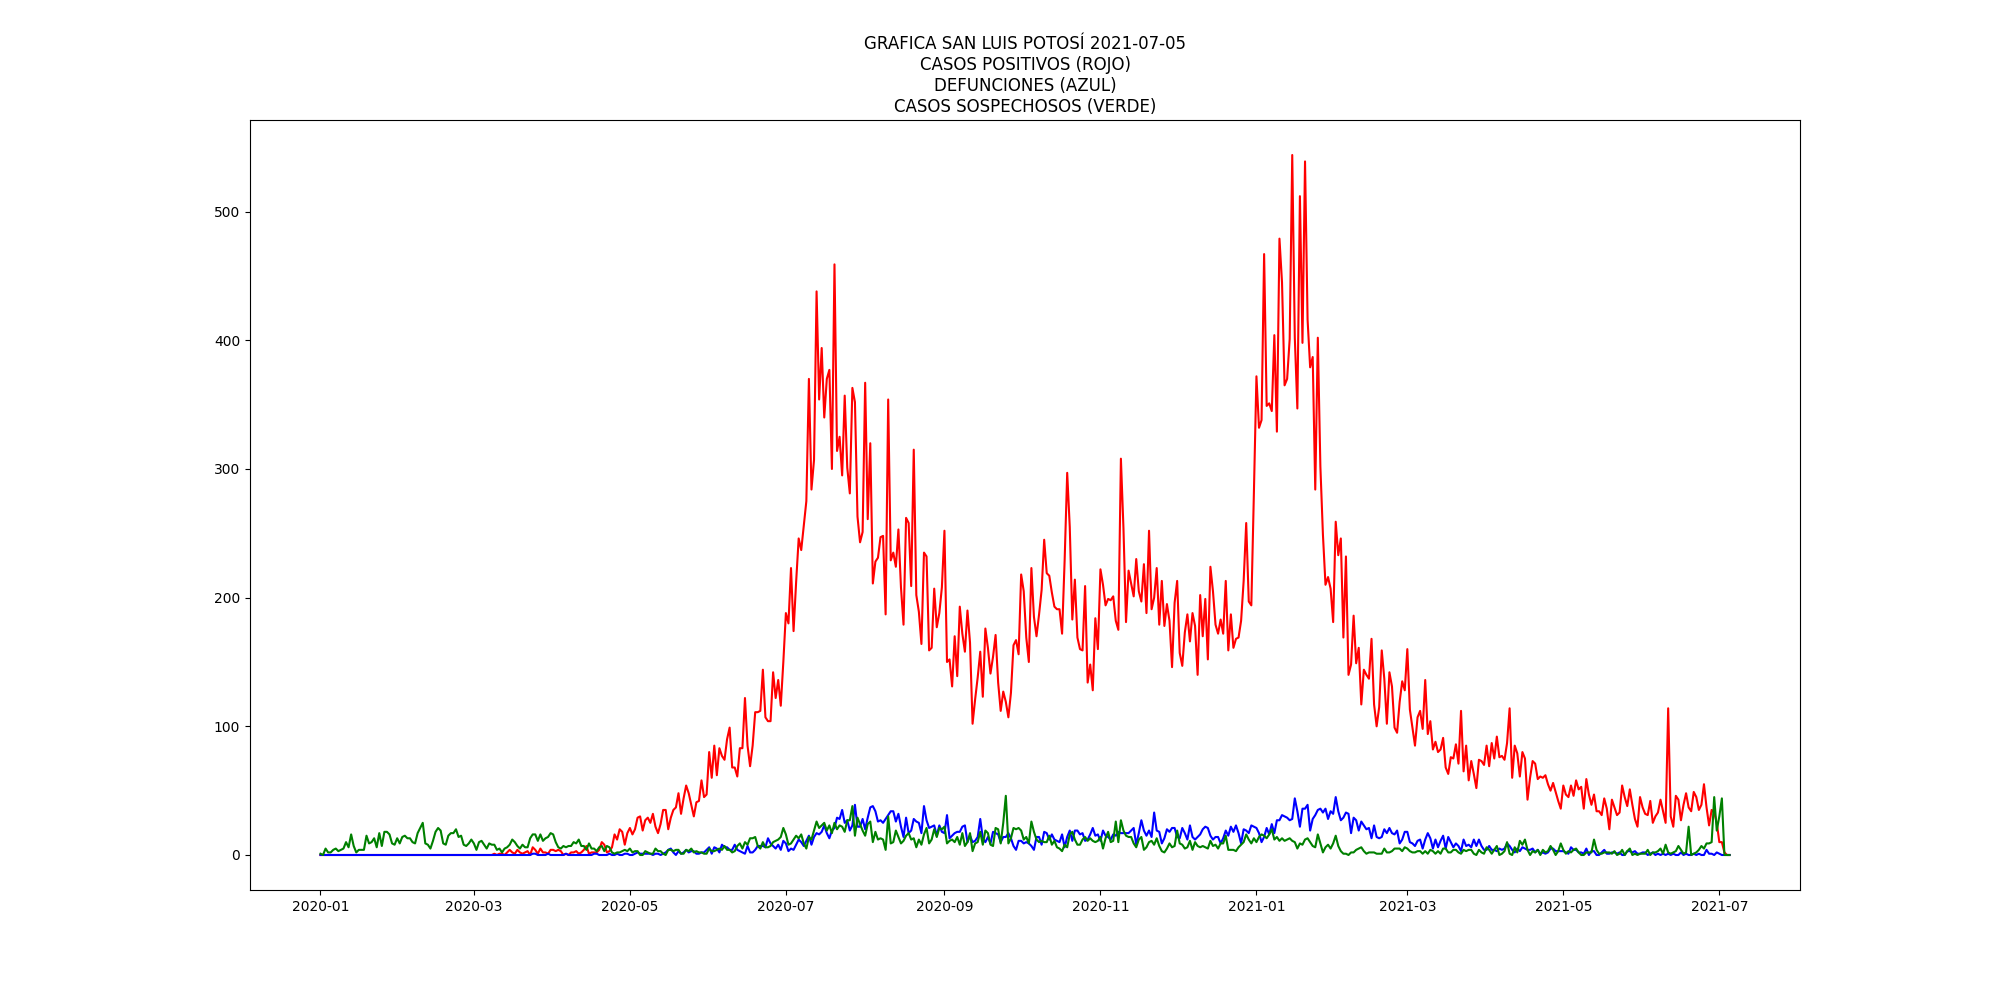 GRAFICA SAN LUIS POTOSÍ 2021-07-05
CASOS POSITIVOS (ROJO)
DEFUNCIONES (AZUL)
CASOS SOSPECHOSOS (VERDE)
500
400
300
200
100
0
2020-01 2020-03 2020-05 2020-07 2020-09 2020-11 2021-01 2021-03 2021-05 2021-07